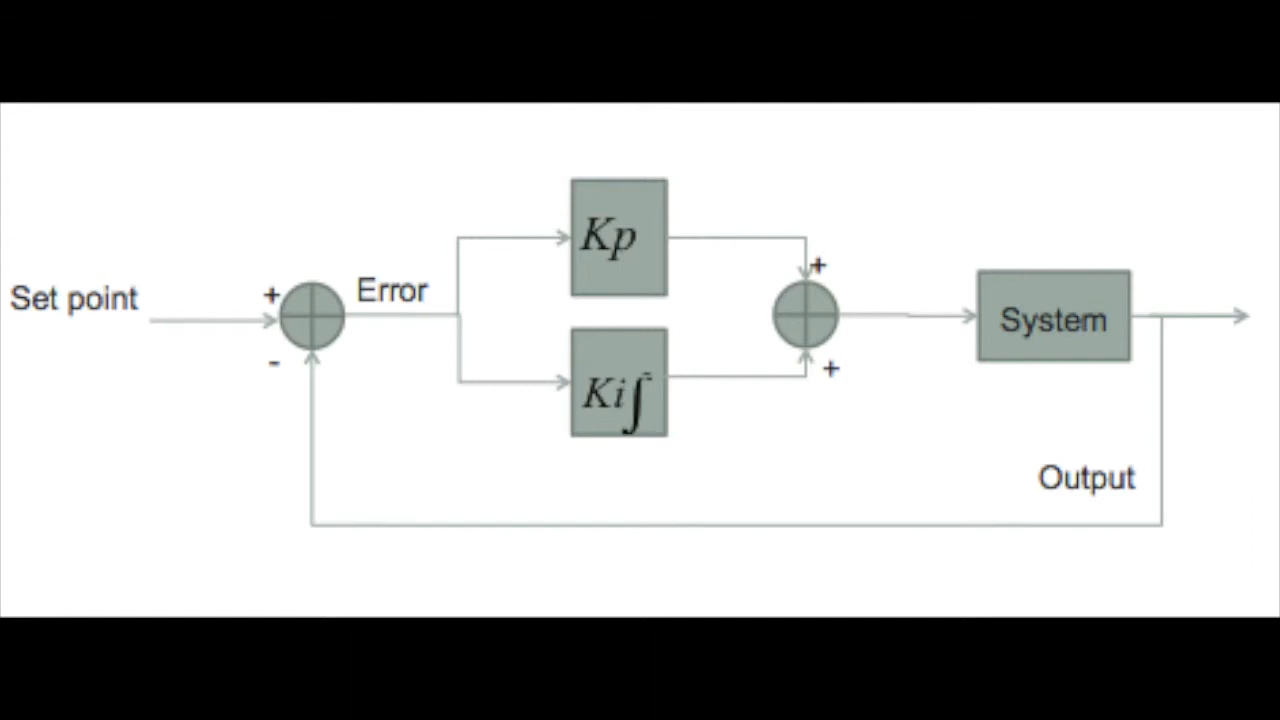 Kp
+
Set point
+
Error
System
-
Ki∫
+
Output